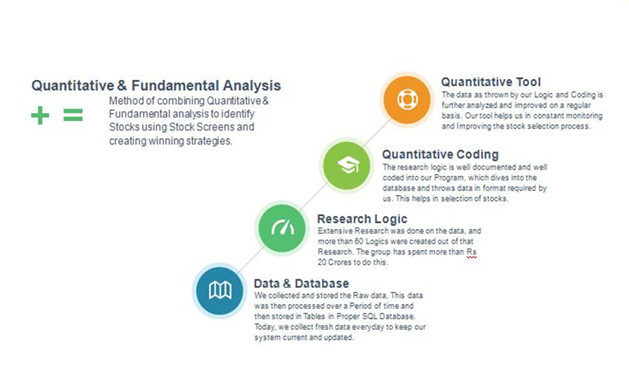 Quantitative & Fundamental Analysis
+ =
Method of combining Quantitative &
Fundamental analysis to identify
Stocks using Stock Screens and
creating winning strategies.
Quantitative Tool
The data as thrown by our Logic and Coding is
further analyzed and improved on a regular
basis. Our tool helps us in constant monitoring
and Improving the stock selection process.
Quantitative Coding
The research logic is well documented and well
coded into our Program, which dives into the
database and throws data in format required by
us. This helps in selection of stocks.
Research Logic
Extensive Research was done on the data, and
more than 60 Logics were created out of that
Research. The group has spent more than Rs
20 Crores to do this.
Data & Database
We collected and stored the Raw data, This data
was then processed over a Period of time and
then stored in Tables in Proper SQL Database.
Today, we collect fresh data everyday to keep our
system current and updated.